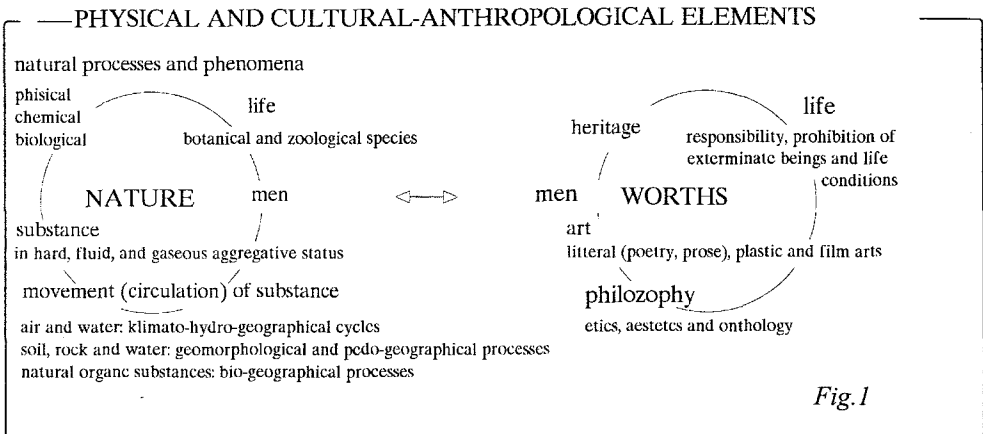 PHYSICAL AND CULTURAL-ANTHROPOLOGICAL ELEMENTS
natural processes and phenomena
phisical
chemical
biological
life
botanical and zoological species
NATURE
men
substance
in hard, fluid, and gaseous aggregative status
movement (circulation) of substance
air and water: klimato-hydro-geographical cycles
soil, rock and water: geomorphological and pedo-geographical processes
natural organc substances: bio-geographical processes
heritage
life
responsibility, prohibition of
exterminate beings and life
conditions
men
WORTHS
art
litteral (poetry, prose), plastic and film arts
philozophy
etics, aestetcs and onthology
Fig.1